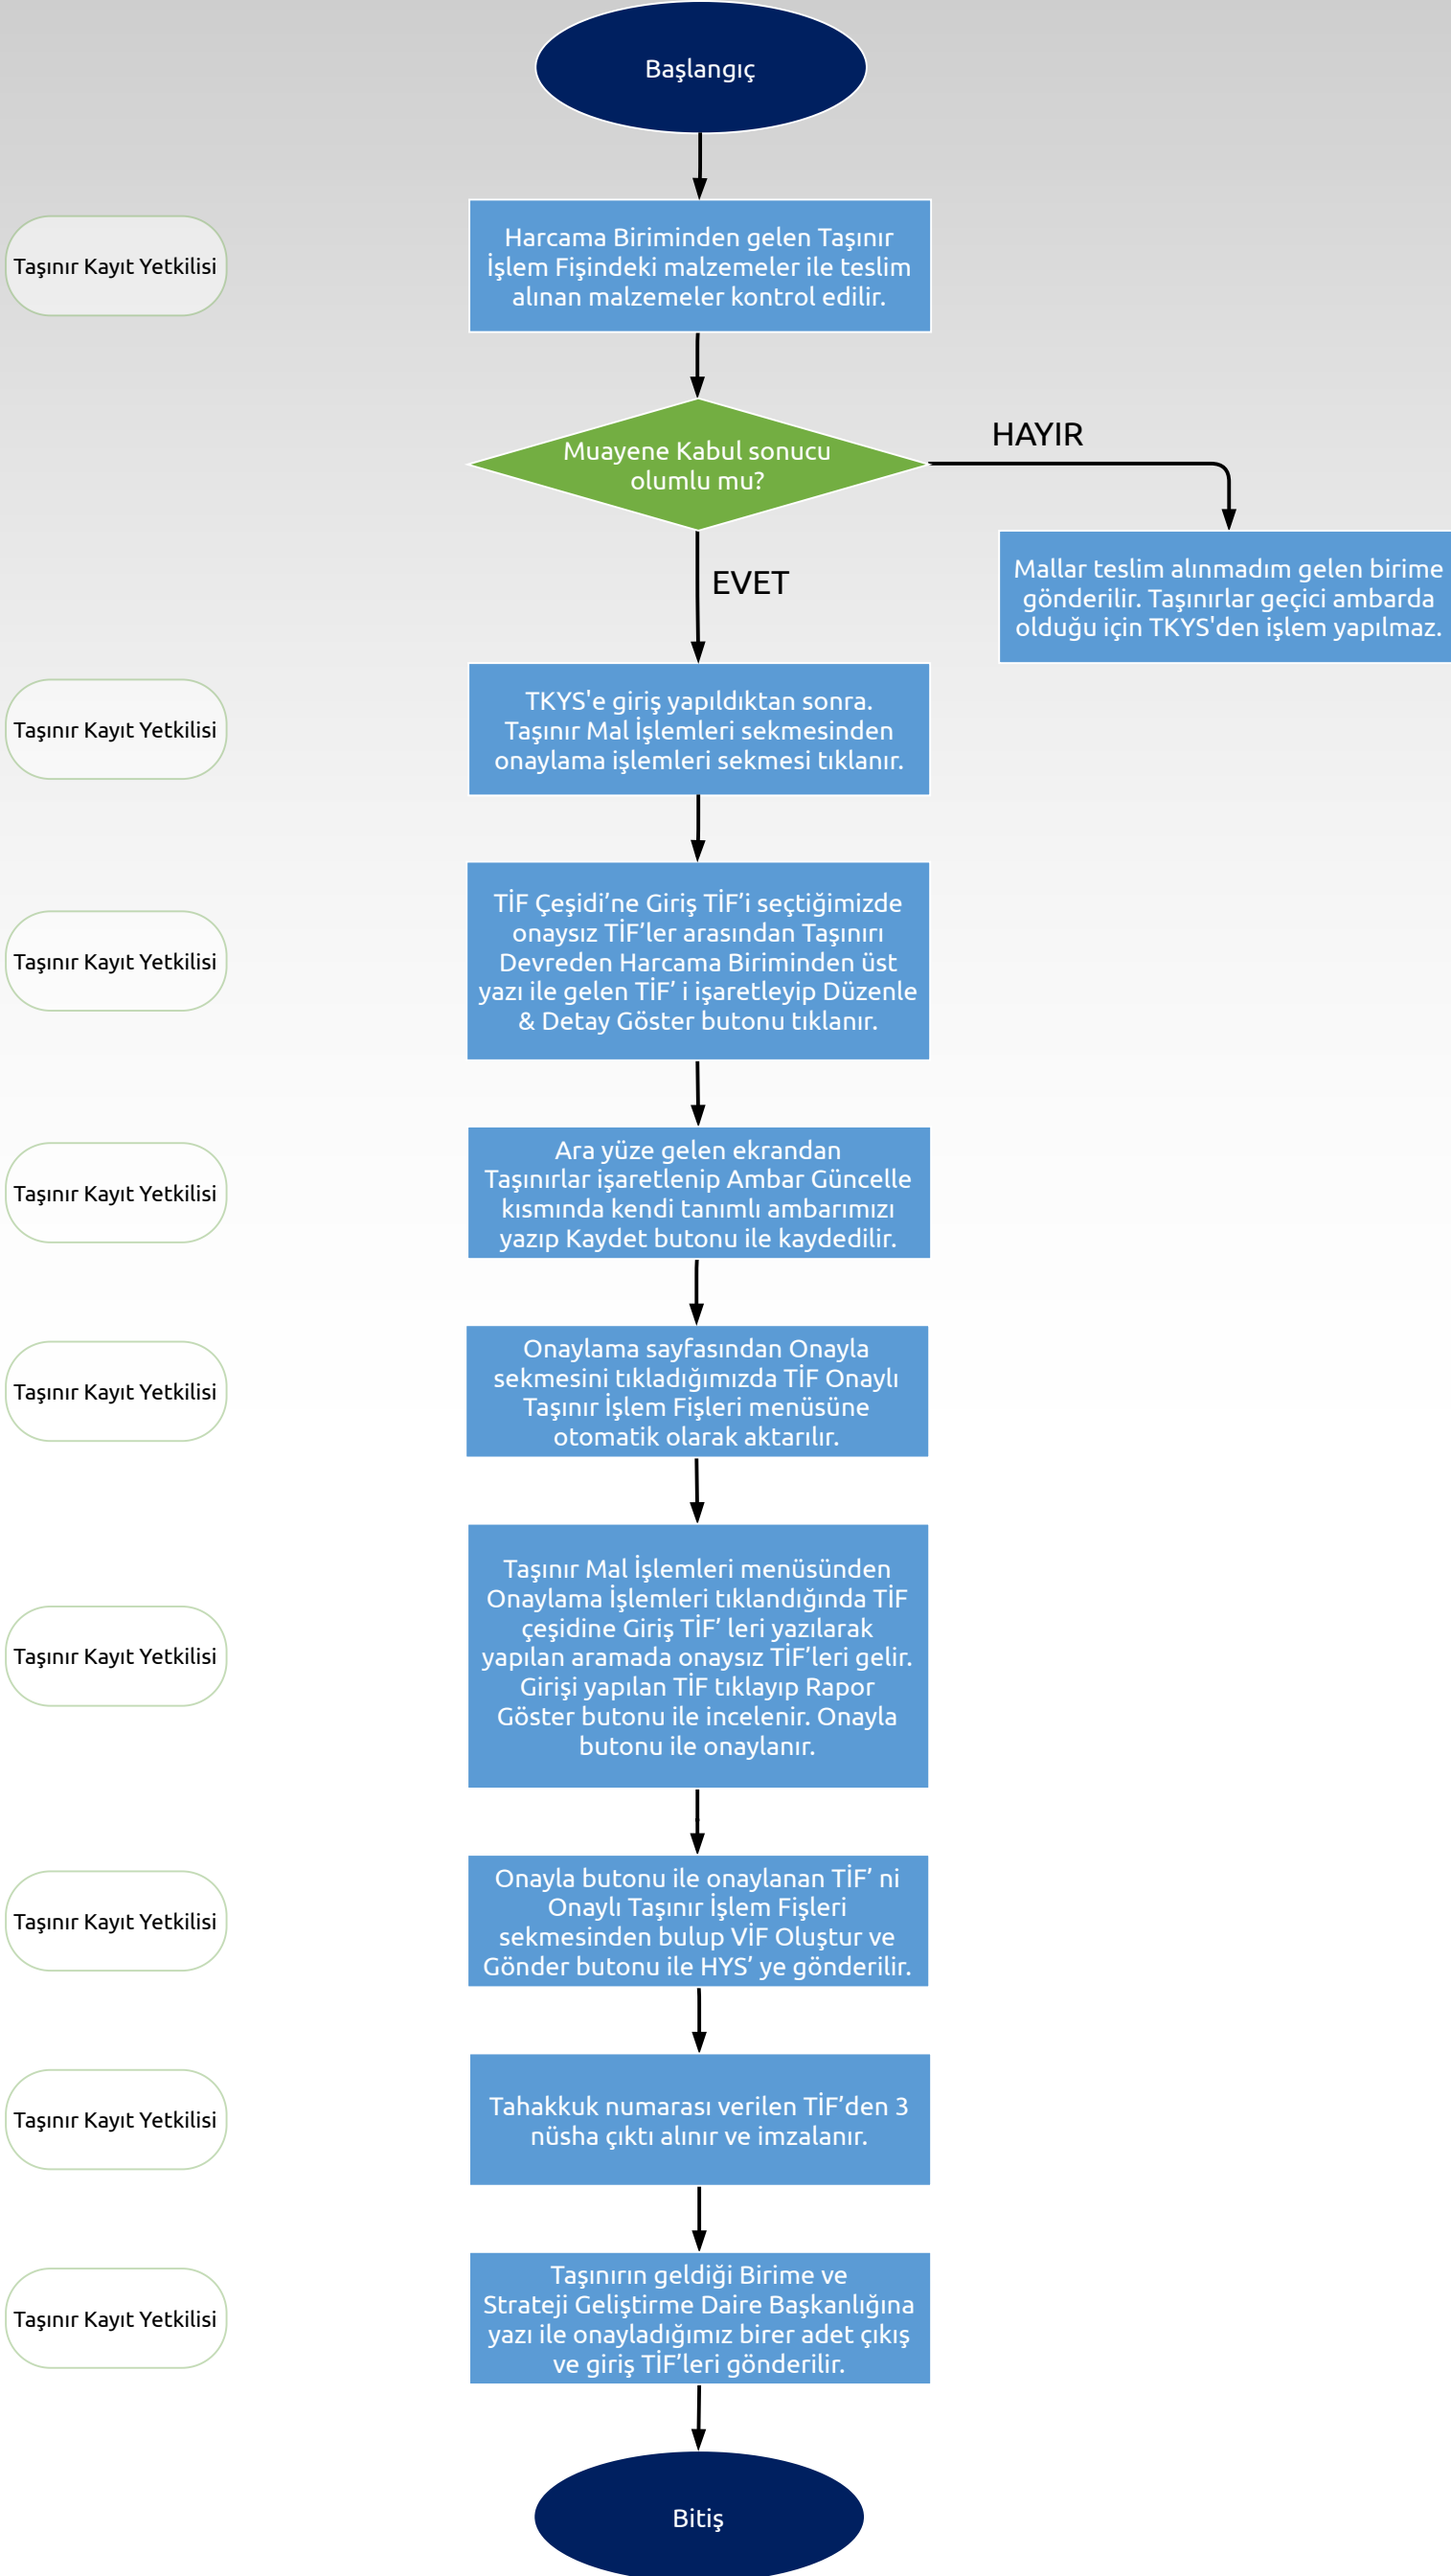 Başlangıç
Taşınır Kayıt Yetkilisi
Harcama Biriminden gelen Taşınır
İşlem Fişindeki malzemeler ile teslim
alınan malzemeler kontrol edilir.
Muayene Kabul sonucu
olumlu mu?
HAYIR
Mallar teslim alınmadım gelen birime
gönderilir. Taşınırlar geçici ambarda
olduğu için TKYS'den işlem yapılmaz.
EVET
Taşınır Kayıt Yetkilisi
TKYS'e giriş yapıldıktan sonra.
Taşınır Mal İşlemleri sekmesinden
onaylama işlemleri sekmesi tıklanır.
Taşınır Kayıt Yetkilisi
TİF Çeşidi’ne Giriş TİF’i seçtiğimizde
onaysız TİF’ler arasından Taşınırı
Devreden Harcama Biriminden üst
yazı ile gelen TİF’ i işaretleyip Düzenle
& Detay Göster butonu tıklanır.
Taşınır Kayıt Yetkilisi
Ara yüze gelen ekrandan
Taşınırlar işaretlenip Ambar Güncelle
kısmında kendi tanımlı ambarımızı
yazıp Kaydet butonu ile kaydedilir.
Taşınır Kayıt Yetkilisi
Onaylama sayfasından Onayla
sekmesini tıkladığımızda TİF Onaylı
Taşınır İşlem Fişleri menüsüne
otomatik olarak aktarılır.
Taşınır Kayıt Yetkilisi
Taşınır Mal İşlemleri menüsünden
Onaylama İşlemleri tıklandığında TİF
çeşidine Giriş TİF’ leri yazılarak
yapılan aramada onaysız TİF’leri gelir.
Girişi yapılan TİF tıklayıp Rapor
Göster butonu ile incelenir. Onayla
butonu ile onaylanır.
Taşınır Kayıt Yetkilisi
Onayla butonu ile onaylanan TİF’ ni
Onaylı Taşınır İşlem Fişleri
sekmesinden bulup VİF Oluştur ve
Gönder butonu ile HYS’ ye gönderilir.
Taşınır Kayıt Yetkilisi
Tahakkuk numarası verilen TİF’den 3
nüsha çıktı alınır ve imzalanır.
Taşınır Kayıt Yetkilisi
Taşınırın geldiği Birime ve
Strateji Geliştirme Daire Başkanlığına
yazı ile onayladığımız birer adet çıkış
ve giriş TİF’leri gönderilir.
Bitiş